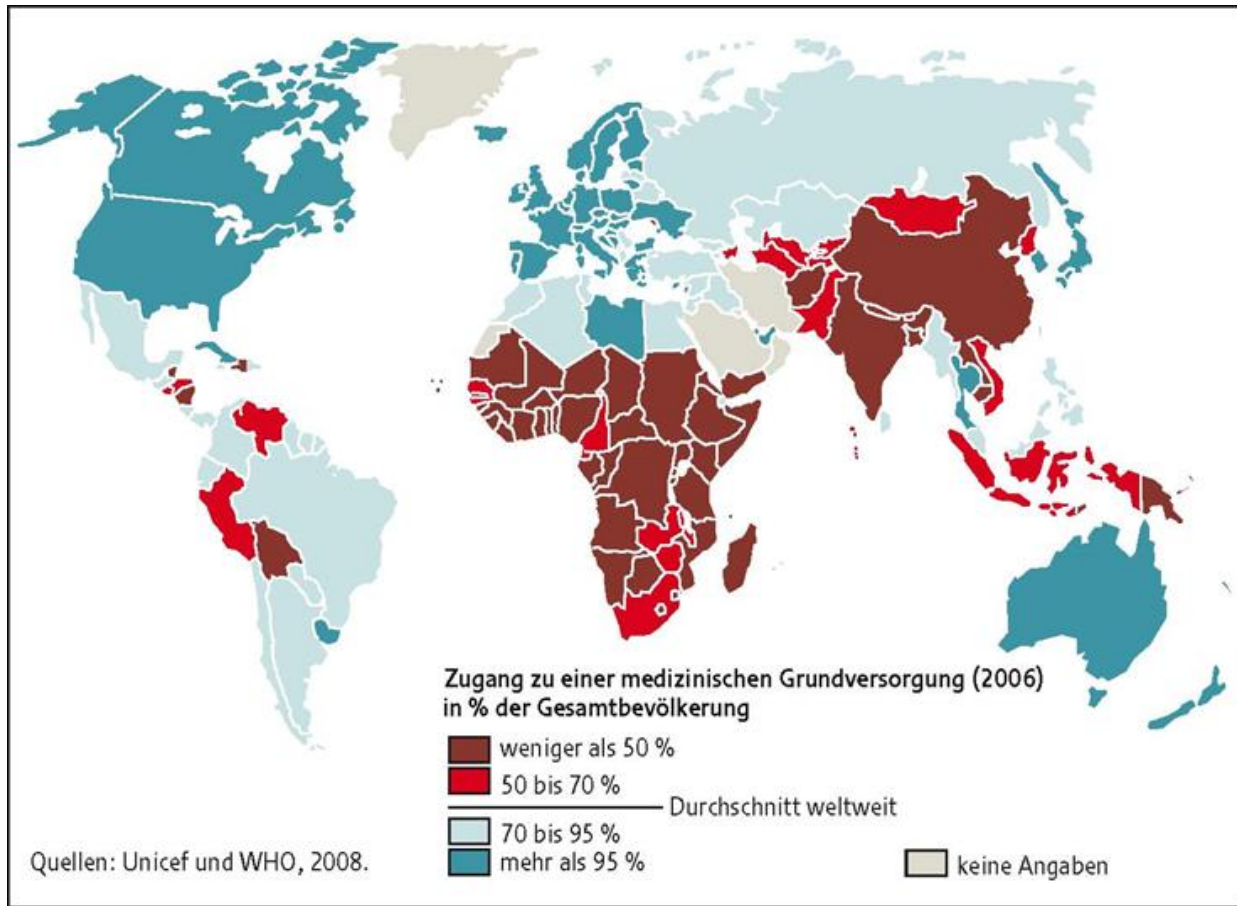 Zugang zu einer medizinischen Grundversorgung (2006)
in % der Gesamtbevölkerung
weniger als 50 %
50 bis 70 %
Durchschnitt weltweit
70 bis 95 %
mehr als 95 %
keine Angaben
Quellen: Unicef und WHO, 2008.